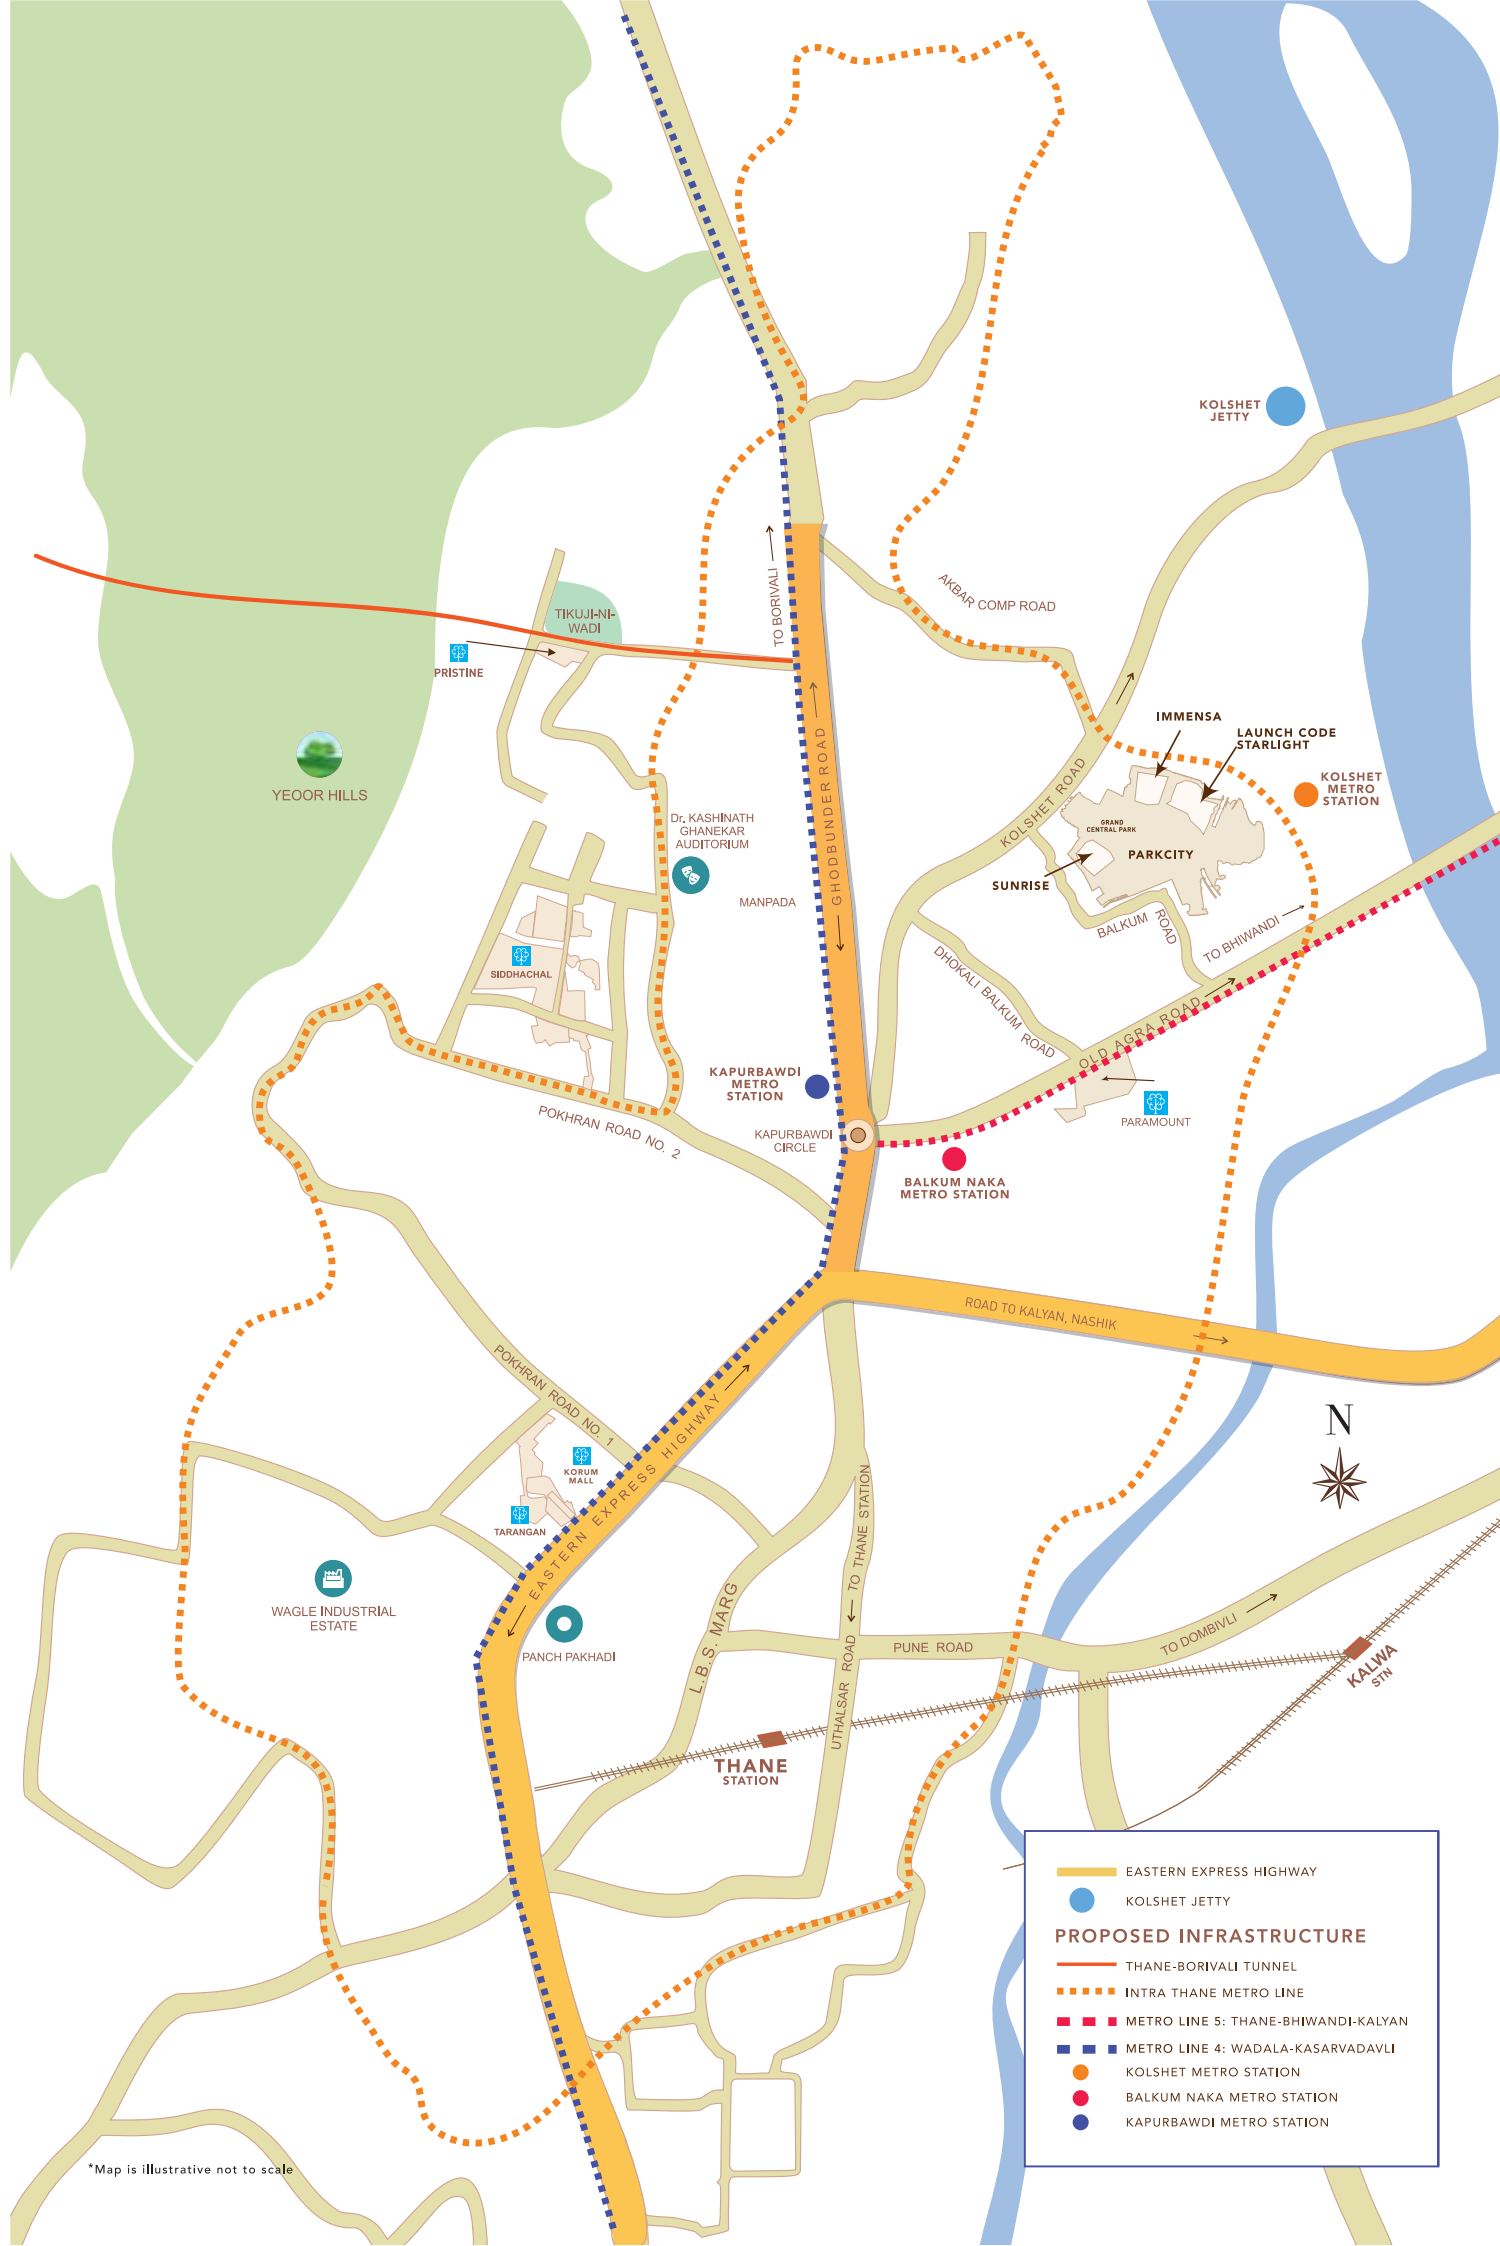 KOLSHET
JETTY
AKBAR COMP ROAD
TO BORIVALI
TIKUJI-NI-
WADI
PRISTINE
IMMENSA
LAUNCH CODE
STARLIGHT
KOLSHET
METRO
STATION
YEOOR HILLS
GHODBUNDER ROAD
KOLSHET ROAD
GRAND
CENTRAL PARK
PARKCITY
SUNRISE
Dr. KASHINATH
GHANEKAR
AUDITORIUM
MANPADA
BALKUM ROAD
TO BHIWANDI
DHOKALI BALKUM ROAD
SIDDHACHAL
OLD AGRA ROAD
KAPURBAWDI
METRO
STATION
POKHRAN ROAD NO. 2
KAPURBAWDI
CIRCLE
PARAMOUNT
BALKUM NAKA
METRO STATION
ROAD TO KALYAN, NASHIK
POKHRAN ROAD NO. 1
N
KORUM
MALL
TARANGAN
EASTERN EXPRESS HIGHWAY
WAGLE INDUSTRIAL
ESTATE
PANCH PAKHADI
L.B.S. MARG
UTHALSAR ROAD
TO THANE STATION
PUNE ROAD
TO DOMBIVLI
KALWA
STN
THANE
STATION
EASTERN EXPRESS HIGHWAY
KOLSHET JETTY
PROPOSED INFRASTRUCTURE
THANE-BORIVALI TUNNEL
INTRA THANE METRO LINE
METRO LINE 5: THANE-BHIWANDI-KALYAN
METRO LINE 4: WADALA-KASARVADAVLI
KOLSHET METRO STATION
BALKUM NAKA METRO STATION
KAPURBAWDI METRO STATION
*Map is illustrative not to scale